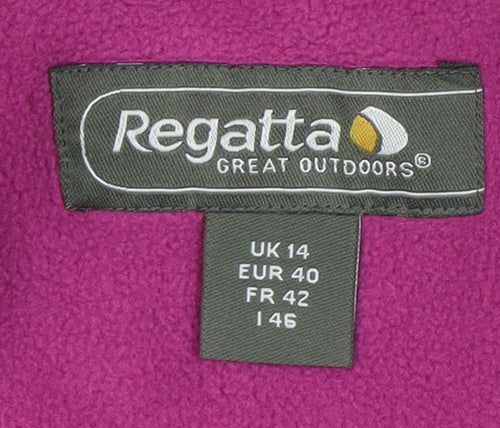 Regatta
GREAT OUTDOORS®
UK 14
EUR 40
FR 42
I 46